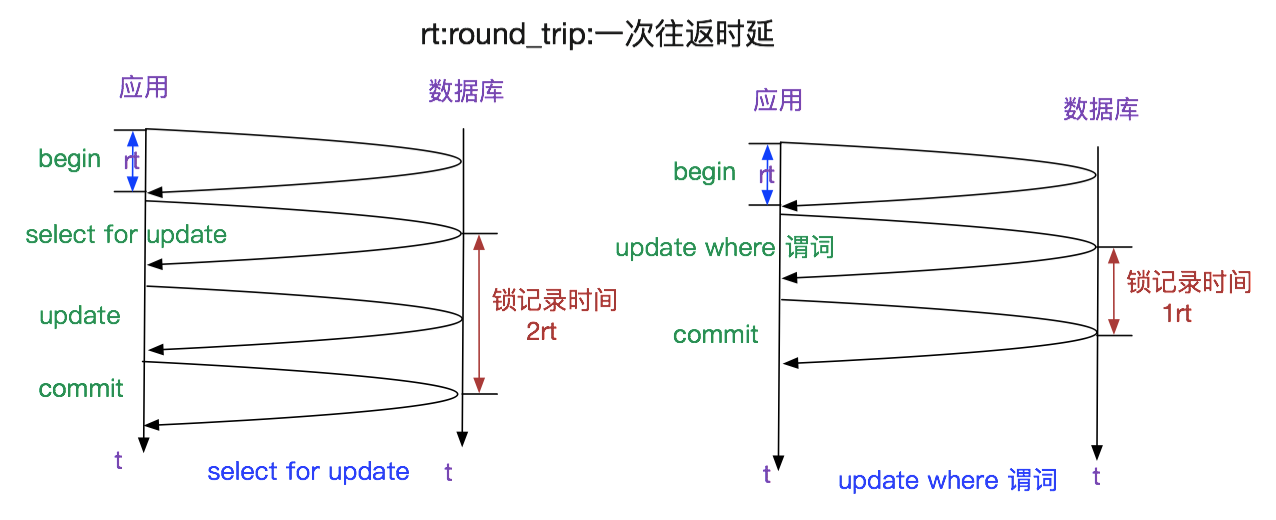 rt:round_trip:一次往返时延
应用
数据库
begin
rt
select for update
update
commit
锁记录时间
2rt
t
t
select for update
应用
数据库
begin
rt
update where 谓词
commit
锁记录时间
1rt
t
t
update where 谓词